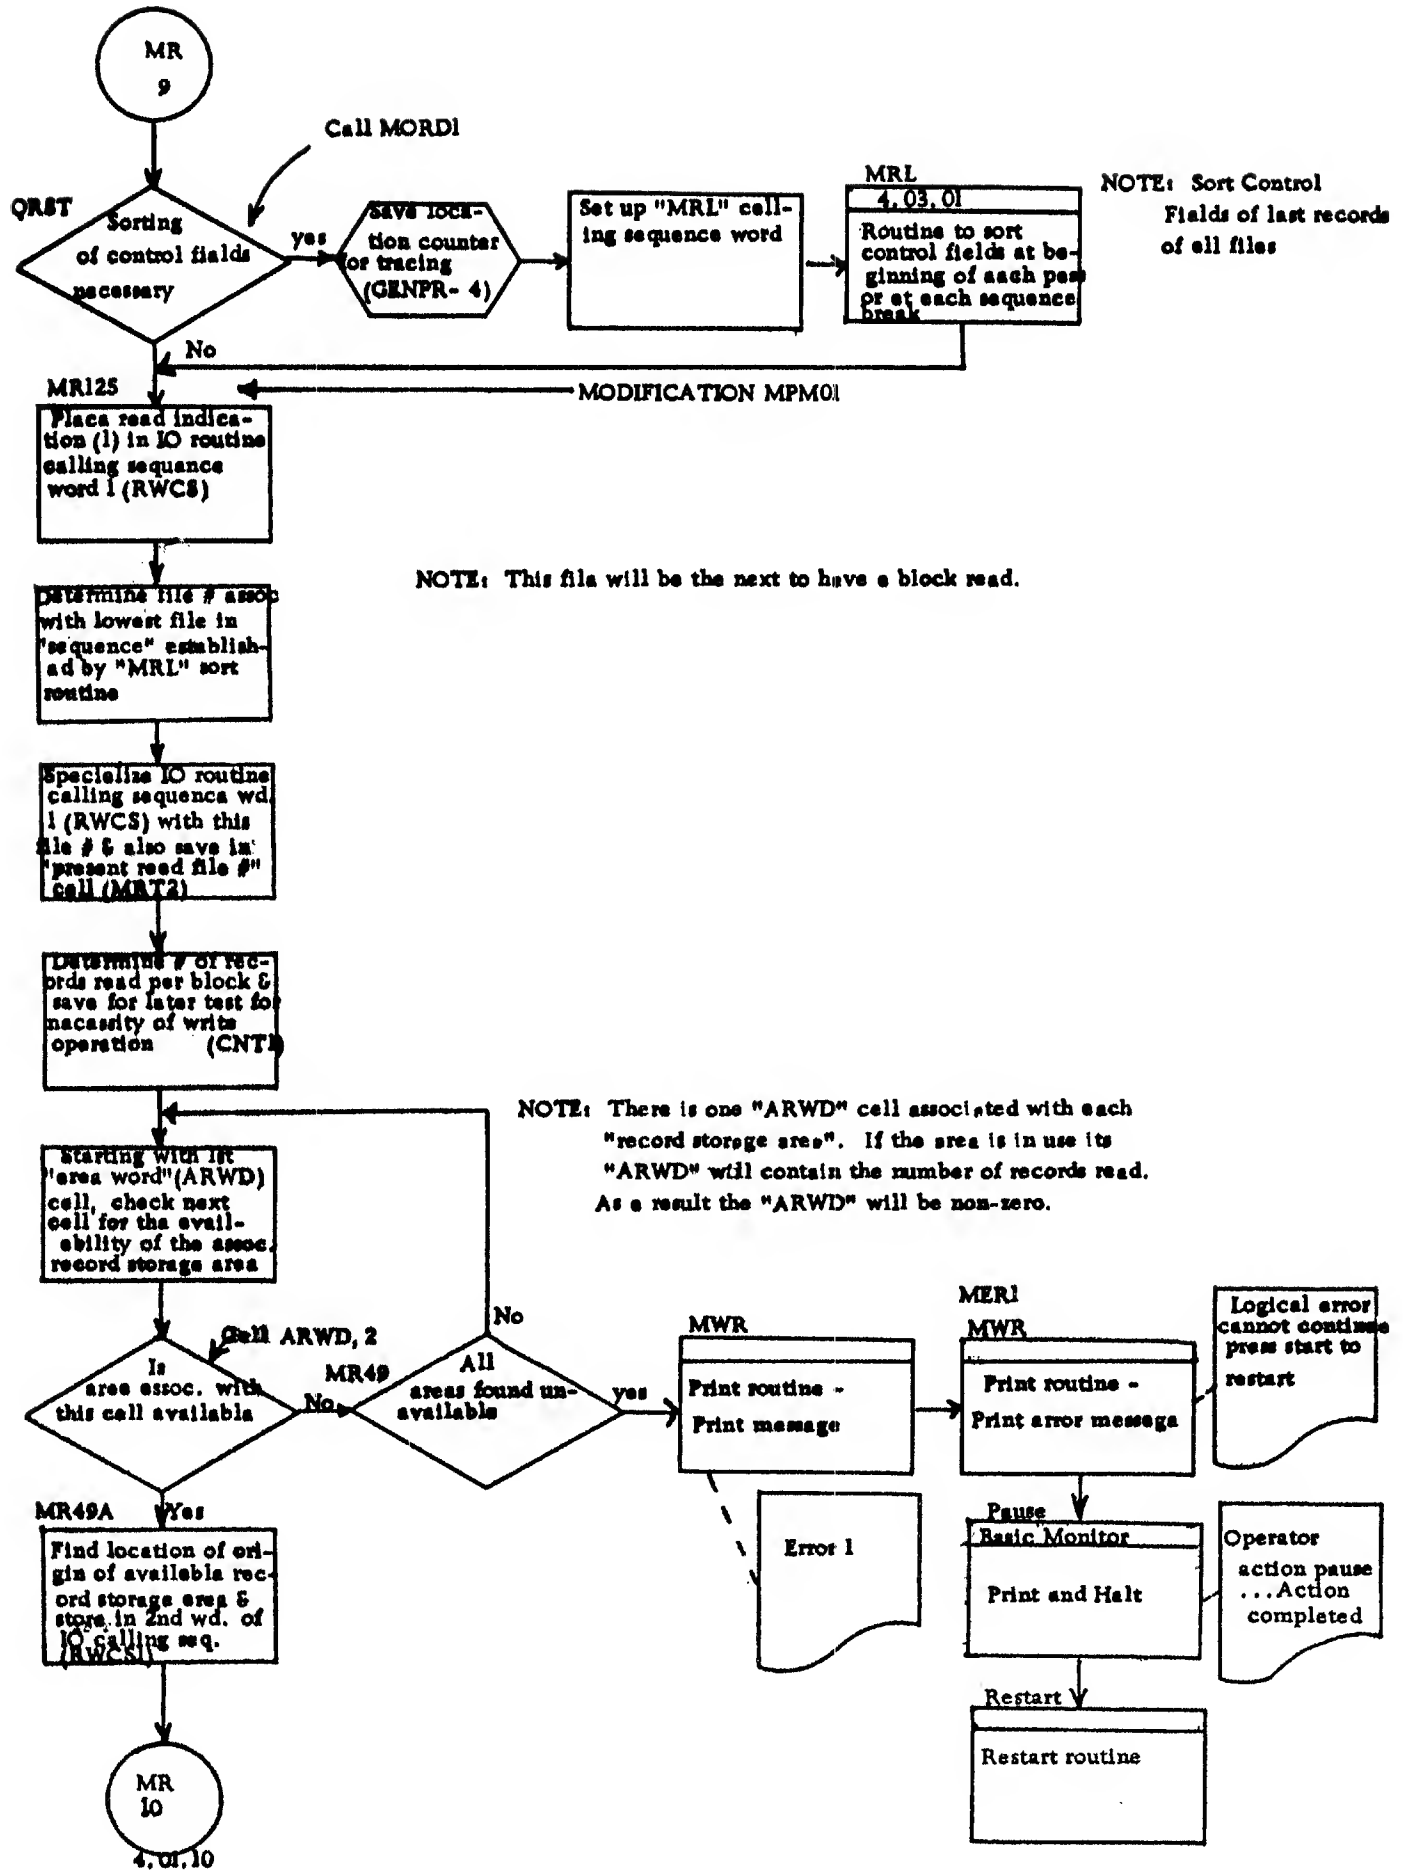 MR
9
Call MORD1
QRST
Sorting
of control fields
necessary
yes
Save loca-
tion counter
for tracing
(GENPR- 4)
Set up "MRL" call-
ing sequence word
MRL
4.03.01
Routine to sort
control fields at be-
ginning of each pass
or at each sequence
break
NOTE: Sort Control
Fields of last records
of all files
No
MR125
MODIFICATION MPM01
Place read indica-
tion (1) in IO routine
calling sequence
word 1 (RWCS)
NOTE: This file will be the next to have a block read.
Determine file # assoc
with lowest file in
"sequence" establish-
ed by "MRL" sort
routine
Specialize IO routine
calling sequence wd.
1 (RWCS) with this
file # & also save in
"present read file #"
cell (MRT2)
Determine # of rec-
ords read per block &
save for later test for
necessity of write
operation (CNT1)
NOTE: There is one "ARWD" cell associated with each
"record storage area". If the area is in use its
"ARWD" will contain the number of records read.
As a result the "ARWD" will be non-zero.
Starting with 1st
"area word"(ARWD)
cell, check next
cell for the avail-
ability of the assoc.
record storage area
Cell ARWD, 2
Is
area assoc. with
this cell available
No
MR49
All
areas found un-
available
No
yes
MWR
Print routine -
Print message
Error 1
MER1
MWR
Print routine -
Print error message
Logical error
cannot continue
press start to
restart
Pause
Basic Monitor
Print and Halt
Operator
action pause
...Action
completed
Restart
Restart routine
MR49A
Yes
Find location of ori-
gin of available rec-
ord storage area &
store in 2nd wd. of
IO calling seq.
(RWCS1)
MR
10
4.01.10